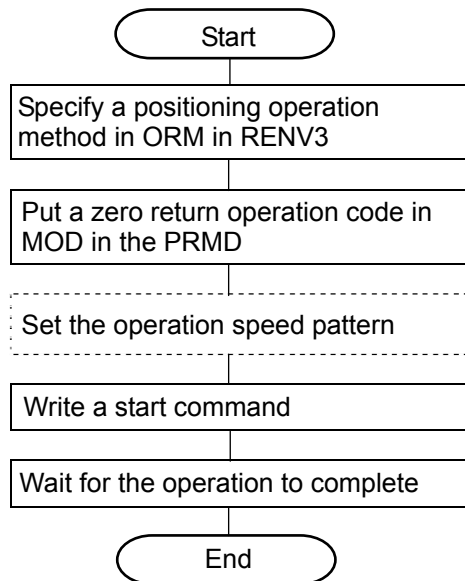 Start
Specify a positioning operation
method in ORM in RENV3
Put a zero return operation code in
MOD in the PRMD
Set the operation speed pattern
Write a start command
Wait for the operation to complete
End